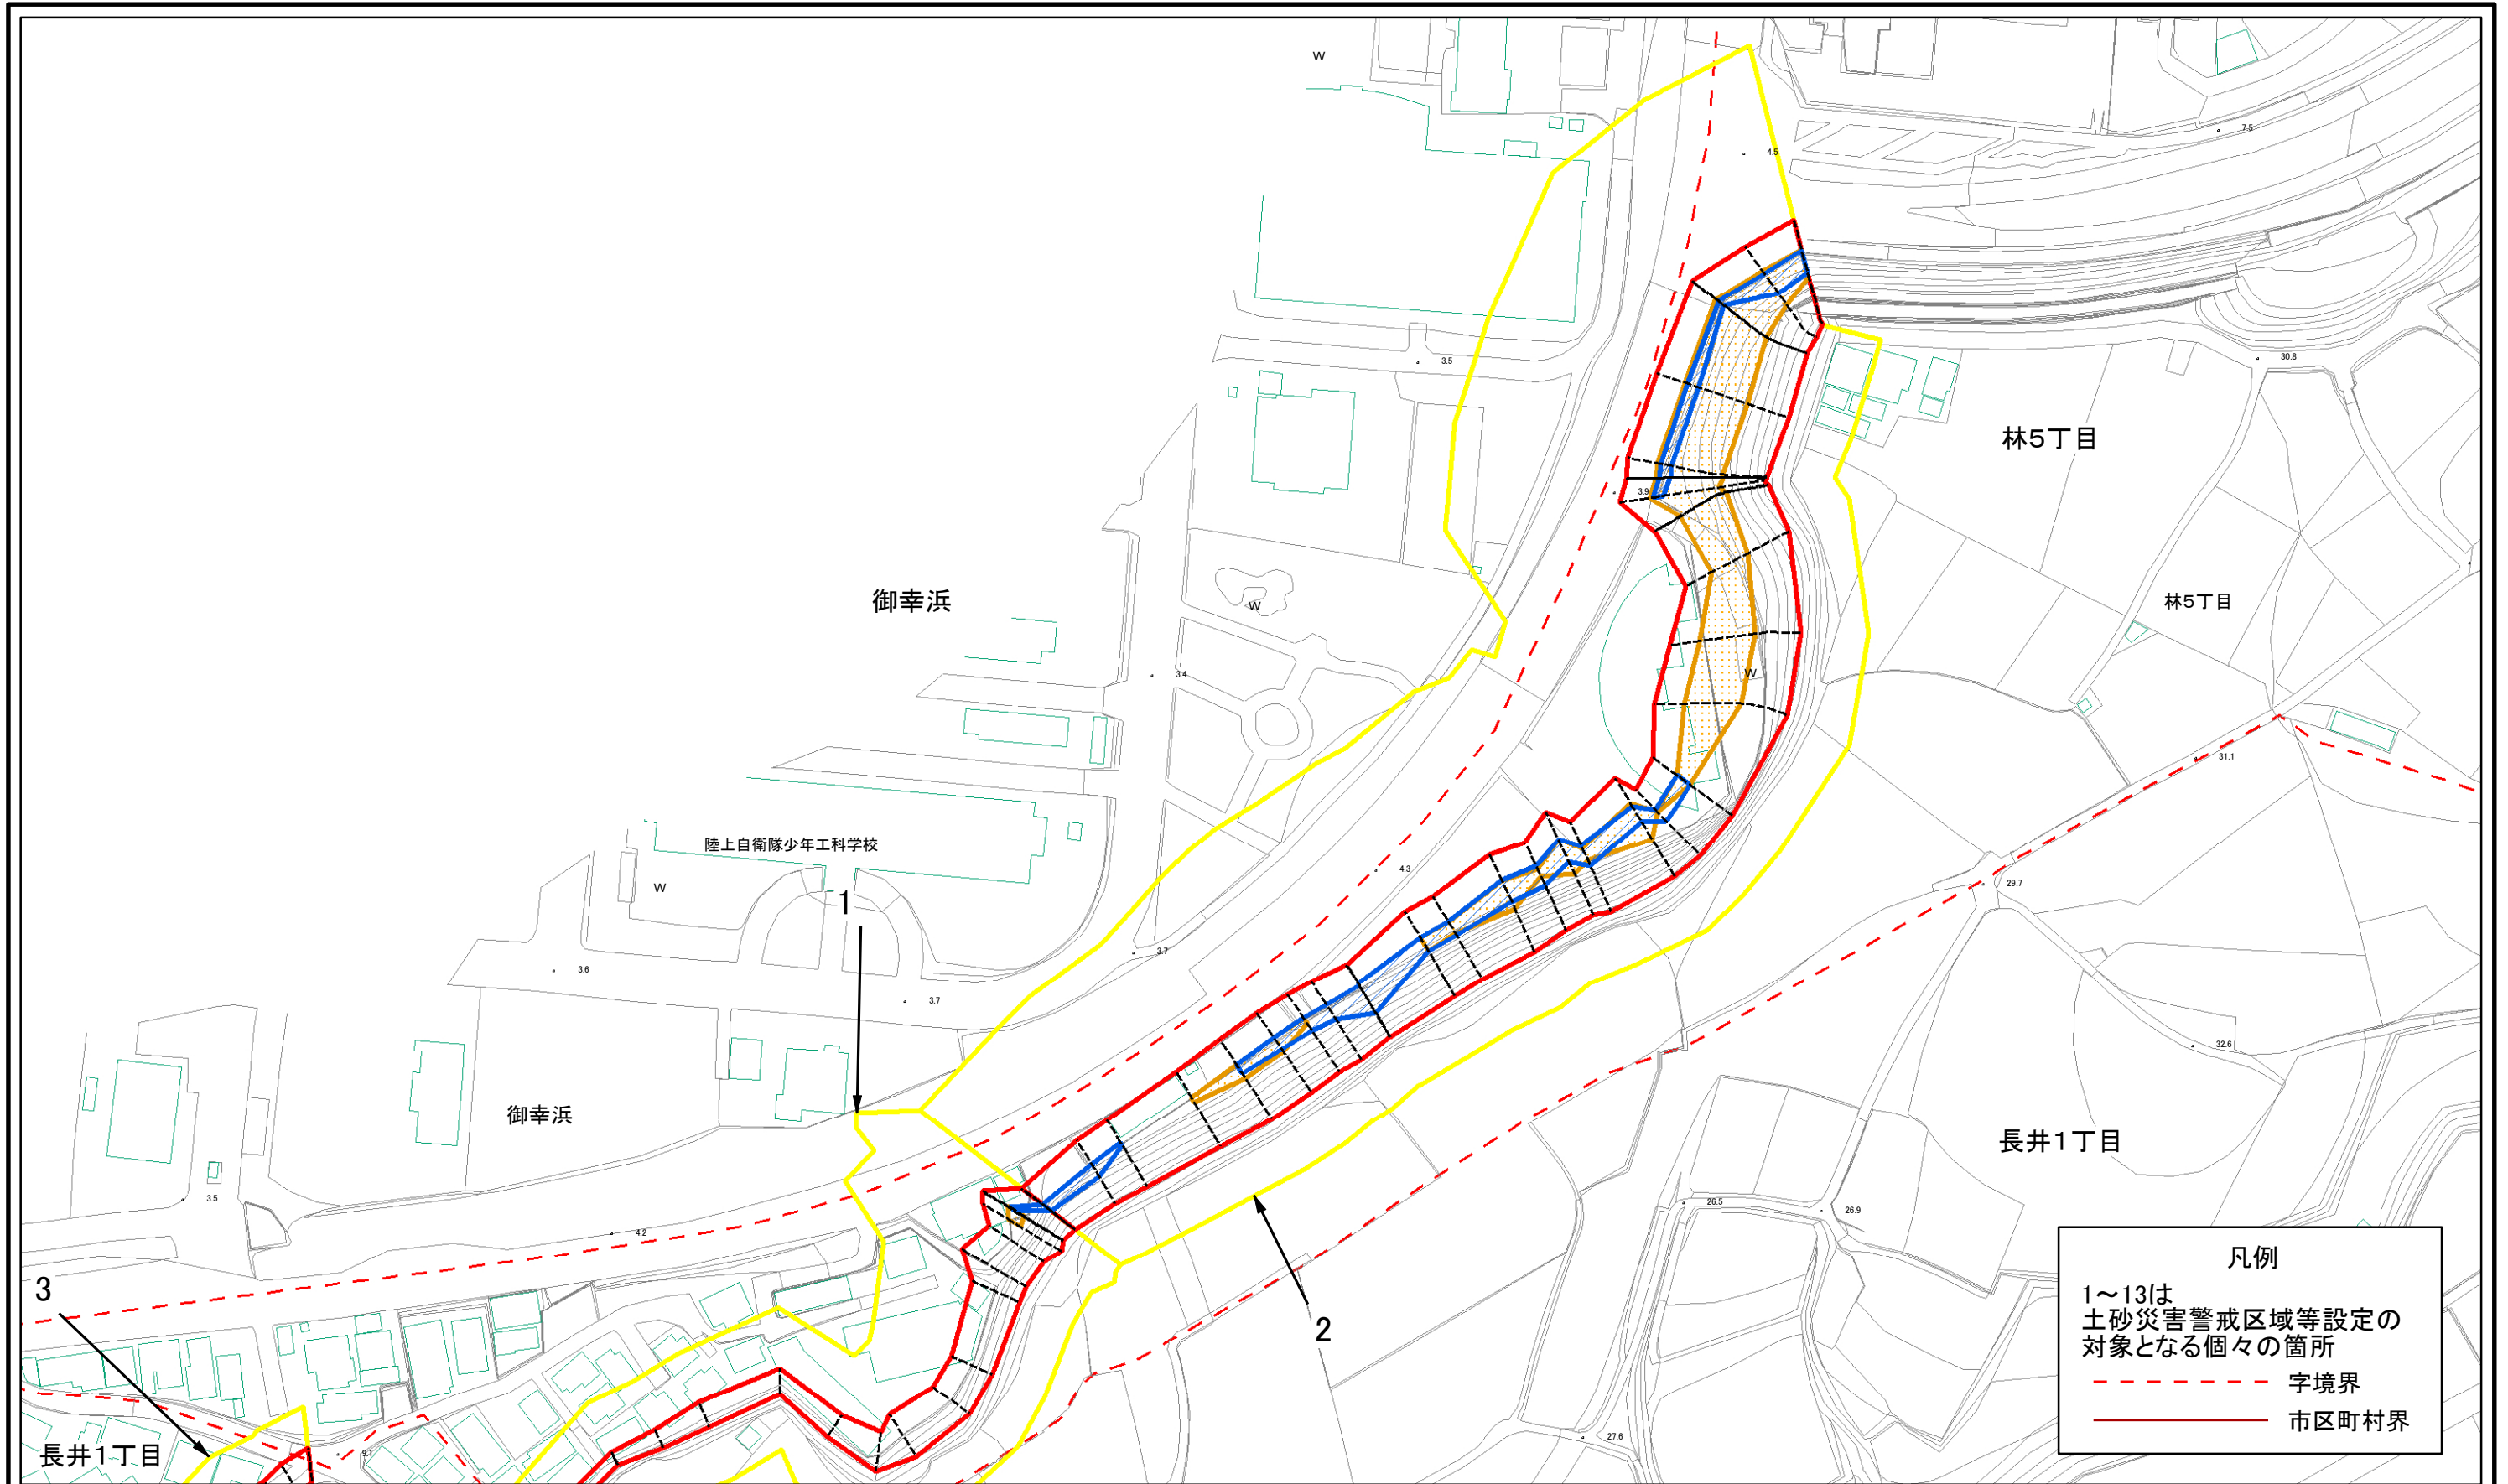 W
7.5
4.5
3.5
30.8
林5丁目
3.9
御幸浜
W
林5丁目
3.4
W
31.1
陸上自衛隊少年工科学校
4.3
W
1
29.7
3.7
3.6
3.7
32.6
御幸浜
長井1丁目
3.5
26.5
26.9
4.2
3
2
凡例
1～13は
土砂災害警戒区域等設定の
対象となる個々の箇所
字境界
市区町村界
27.6
長井1丁目
9.1